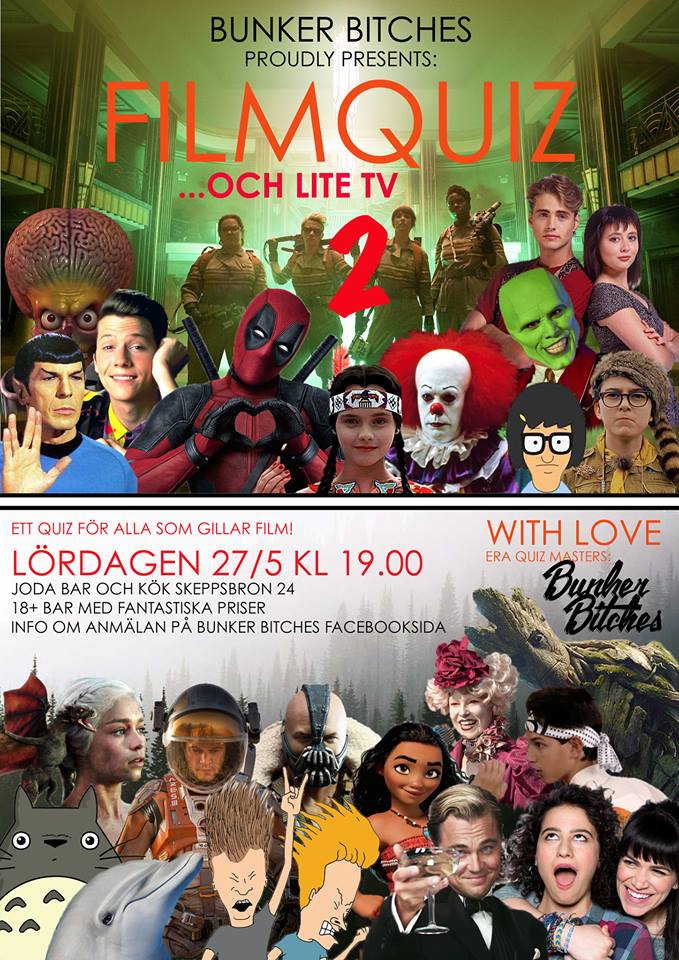 BUNKER BITCHES
PROUDLY PRESENTS:
FILMQUIZ
...OCH LITE TV
2
ETT QUIZ FÖR ALLA SOM GILLAR FILM!
LÖRDAGEN 27/5 KL 19.00
JODA BAR OCH KÖK SKEPPSBRON 24
18+ BAR MED FANTASTISKA PRISER
INFO OM ANMÄLAN PÅ BUNKER BITCHES FACEBOOKSIDA
WITH LOVE
ERA QUIZ MASTERS:
Bunker
Bitches
ARES III